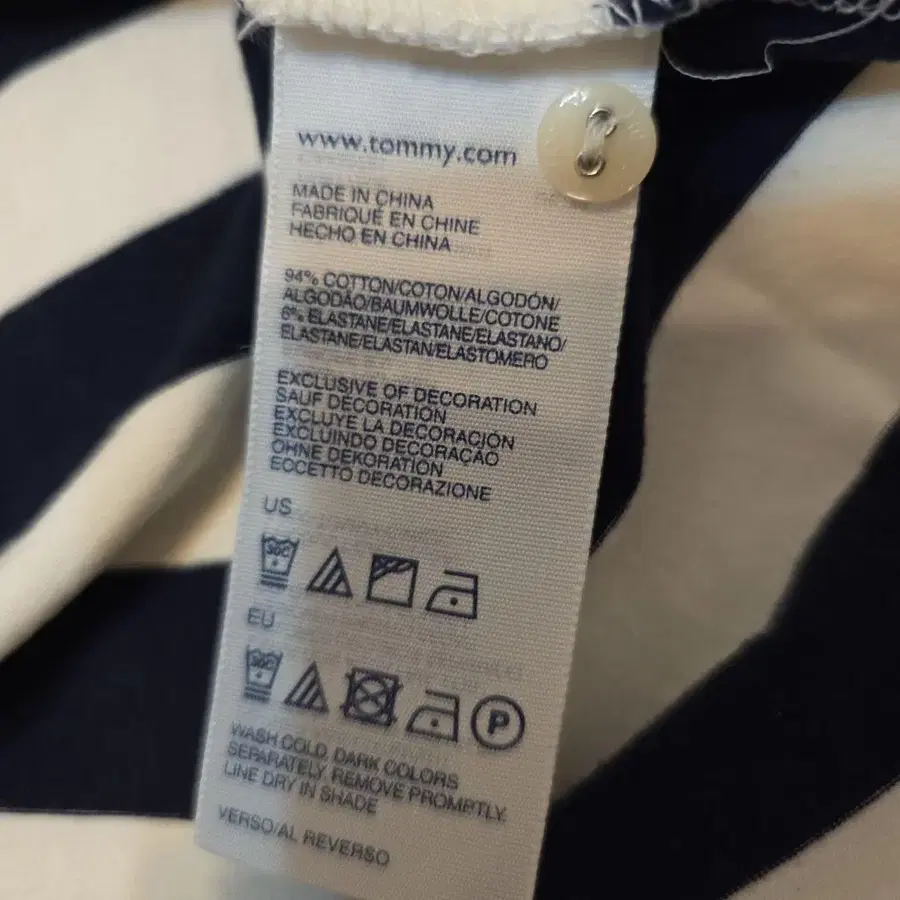 www.tommy.com
MADE IN CHINA
FABRIQUÉ EN CHINE
HECHO EN CHINA
94% COTTON/COTON/ALGODÓN/
ALGODÃO/BAUMWOLLE/COTONE
6% ELASTANE/ELASTANE/ELASTANO/
ELASTANE/ELASTAN/ELASTOMERO
EXCLUSIVE OF DECORATION
SAUF DECORATION
EXCLUYE LA DECORACIÓN
EXCLUINDO DECORAÇAO
OHNE DEKORATION
ECCETTO DECORAZIONE
US
EU
P
WASH COLD, DARK COLORS
SEPARATELY. REMOVE PROMPTLY.
LINE DRY IN SHADE
VERSO/AL REVERSO